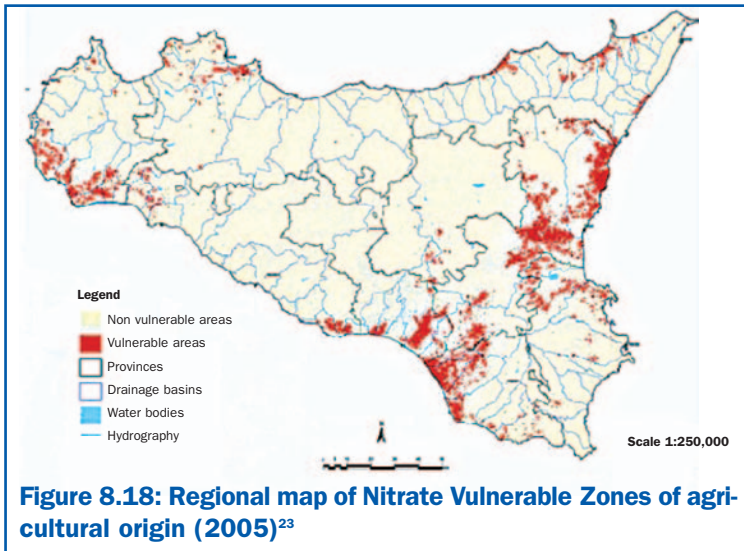 Legend
Non vulnerable areas
Vulnerable areas
Provinces
Drainage basins
Water bodies
Hydrography
Scale 1:250,000
Figure 8.18: Regional map of Nitrate Vulnerable Zones of agri-
cultural origin (2005)23